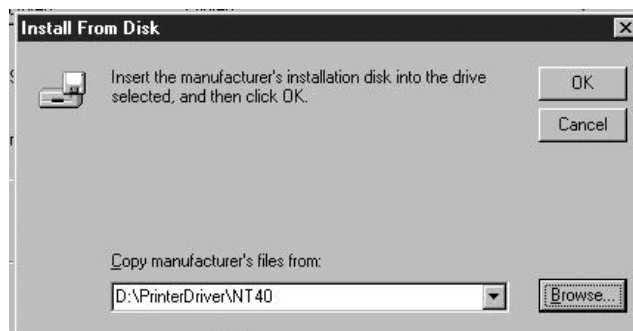 Install From Disk
Insert the manufacturer's installation disk into the drive
selected, and then click OK.
OK
Cancel
Copy manufacturer's files from:
D:\PrinterDriver\NT40
Browse...